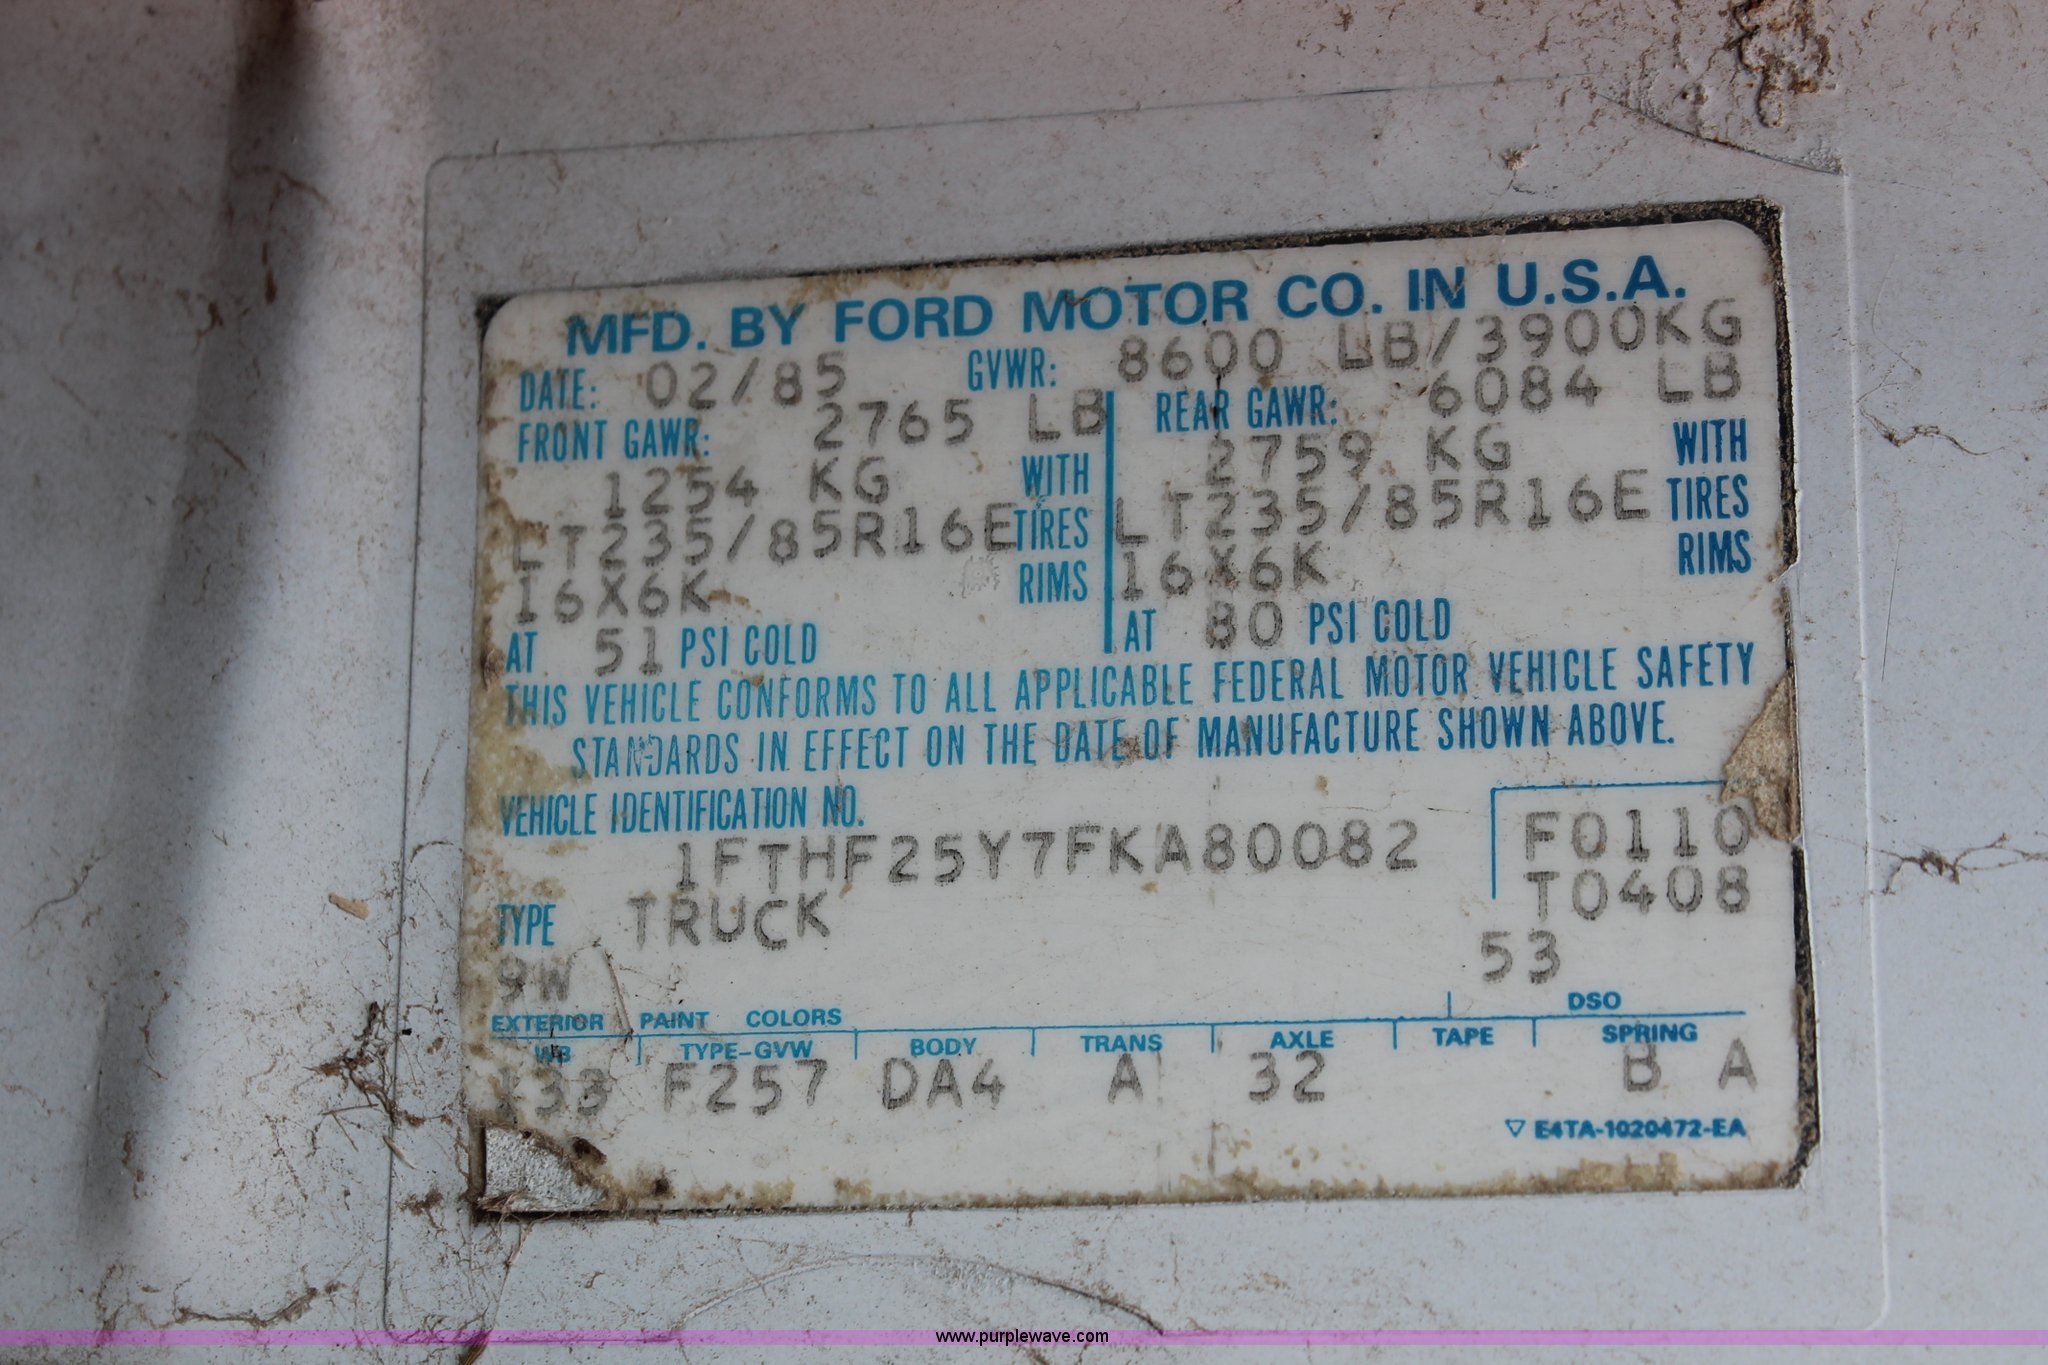 MFD. BY FORD MOTOR CO. IN U.S.A.
DATE: 02/85 GVWR: 8600 LB/3900KG
FRONT GAWR: 2765 LB REAR GAWR: 6084 LB
1254 KG WITH 2759 KG WITH
LT235/85R16E TIRES LT235/85R16E TIRES
16X6K RIMS 16X6K RIMS
AT 51 PSI COLD AT 80 PSI COLD
THIS VEHICLE CONFORMS TO ALL APPLICABLE FEDERAL MOTOR VEHICLE SAFETY
STANDARDS IN EFFECT ON THE DATE OF MANUFACTURE SHOWN ABOVE.
VEHICLE IDENTIFICATION NO.
1FTHF25Y7FKA80082 F0110
TYPE TRUCK T0408
9W 53
EXTERIOR PAINT COLORS DSO
WB TYPE-GVW BODY TRANS AXLE TAPE SPRING
133 F257 DA4 A 32 B A
▽ E4TA-1020472-EA
www.purplewave.com